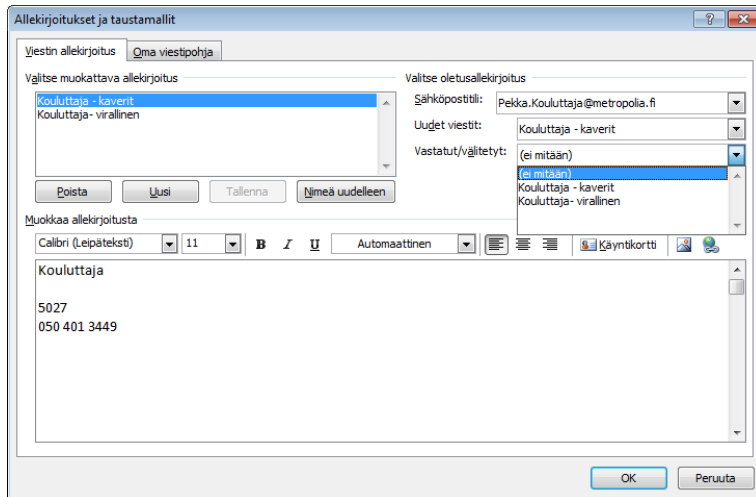 Allekirjoitukset ja taustamallit
Viestin allekirjoitus
Oma viestipohja
Valitse muokattava allekirjoitus
Kouluttaja - kaverit
Kouluttaja- virallinen
Poista
Uusi
Tallenna
Nimeä uudelleen
Valitse oletusallekirjoitus
Sähköpostitili:
Pekka.Kouluttaja@metropolia.fi
Uudet viestit:
Kouluttaja - kaverit
Vastatut/välitetyt:
(ei mitään)
(ei mitään)
Kouluttaja - kaverit
Kouluttaja- virallinen
Muokkaa allekirjoitusta
Calibri (Leipäteksti)
11
B
I
U
Automaattinen
Käyntikortti
Kouluttaja
5027
050 401 3449
OK
Peruuta